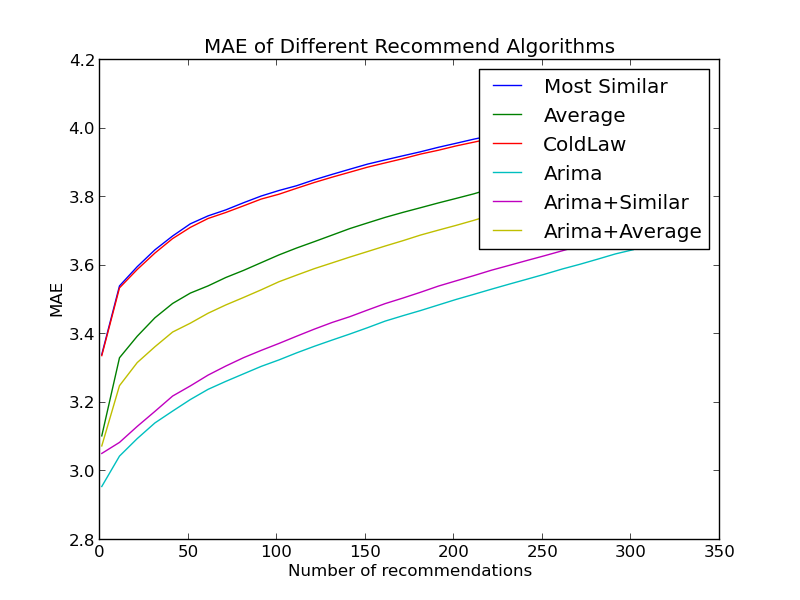 MAE of Different Recommend Algorithms
4.2
4.0
3.8
3.6
3.4
3.2
3.0
2.8
MAE
Most Similar
Average
ColdLaw
Arima
Arima+Similar
Arima+Average
0 50 100 150 200 250 300 350
Number of recommendations